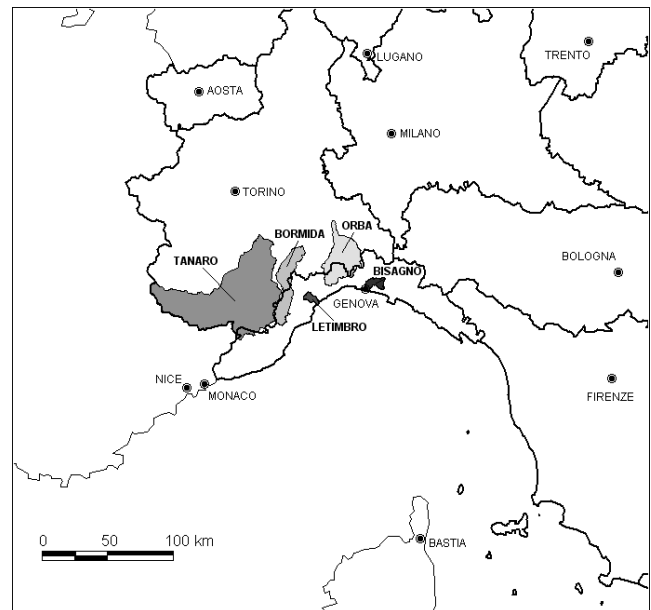 TRENTO
LUGANO
AOSTA
MILANO
TORINO
ORBA
BORMIDA
TANARO
BOLOGNA
BISAGNO
GENOVA
LETIMBRO
NICE
MONACO
FIRENZE
0 50 100 km
BASTIA